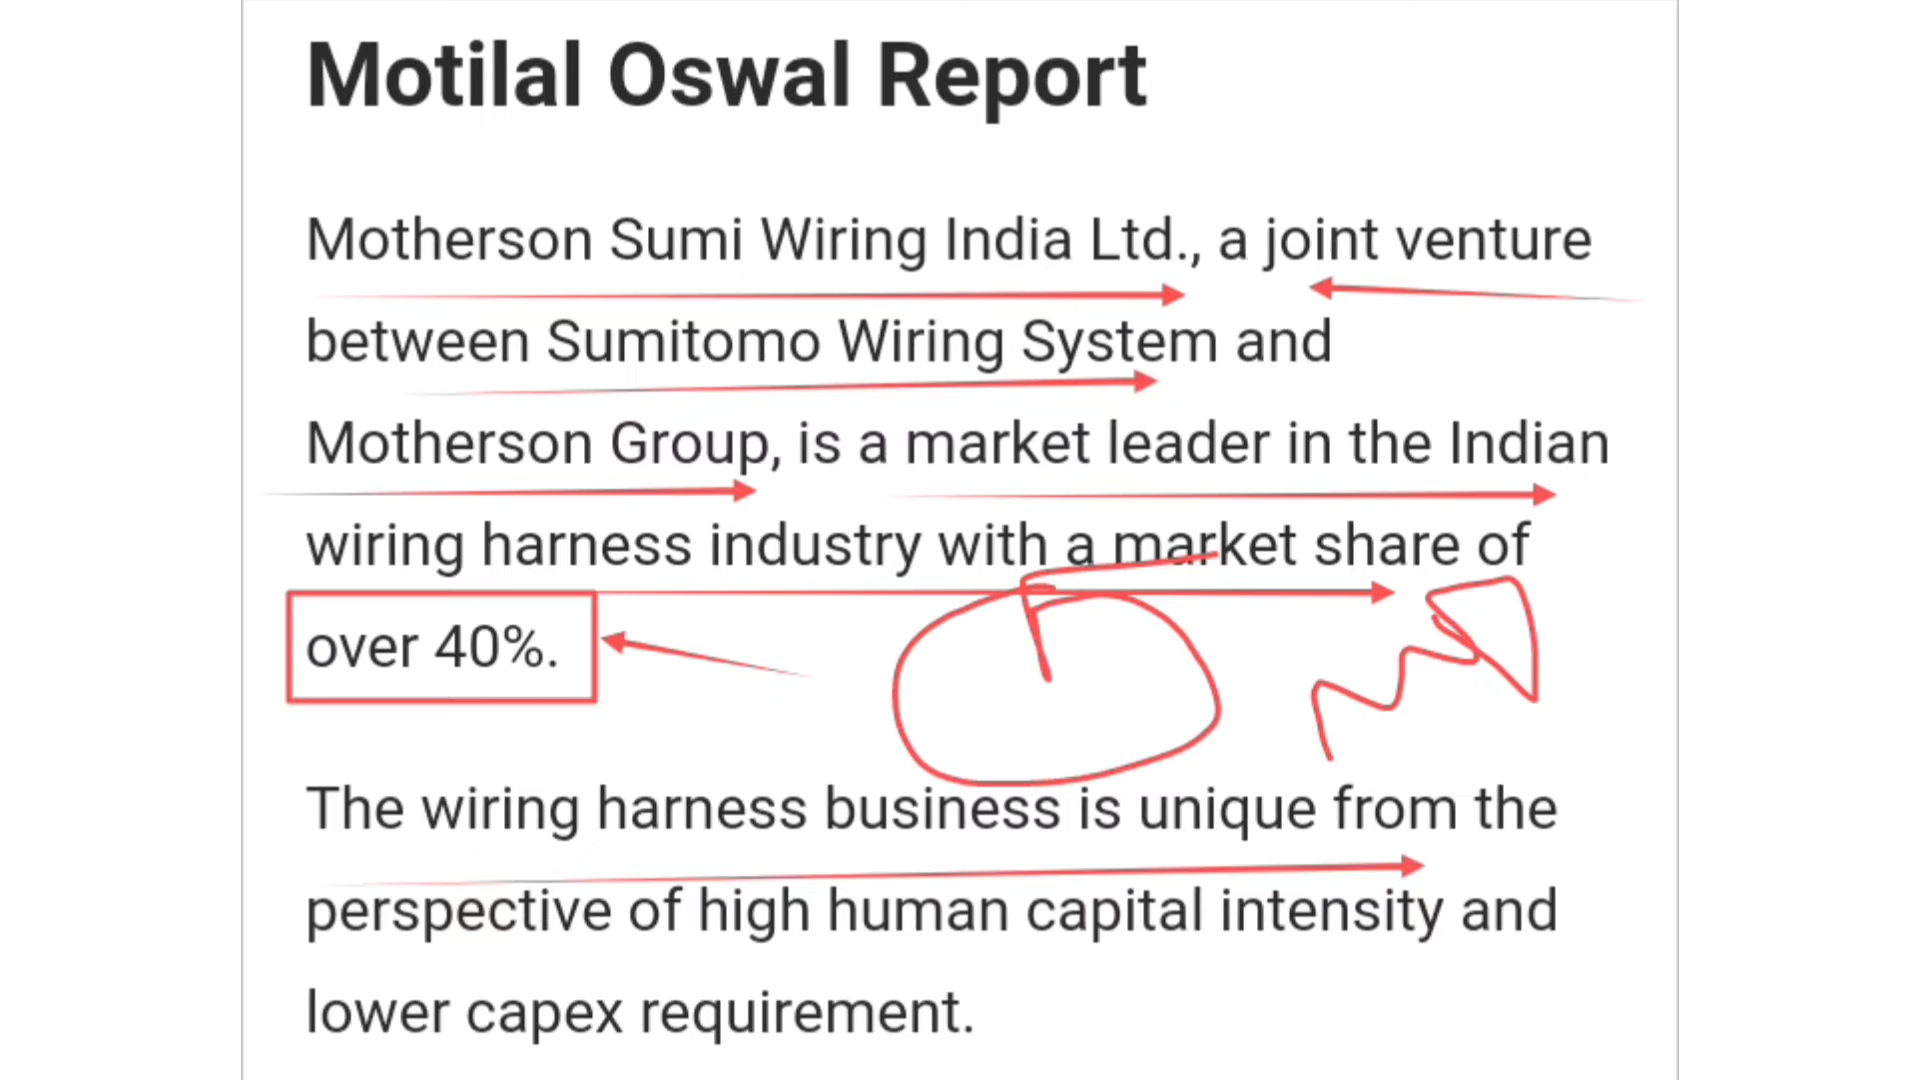 Motilal Oswal Report
Motherson Sumi Wiring India Ltd., a joint venture
between Sumitomo Wiring System and
Motherson Group, is a market leader in the Indian
wiring harness industry with a market share of
over 40%.
The wiring harness business is unique from the
perspective of high human capital intensity and
lower capex requirement.